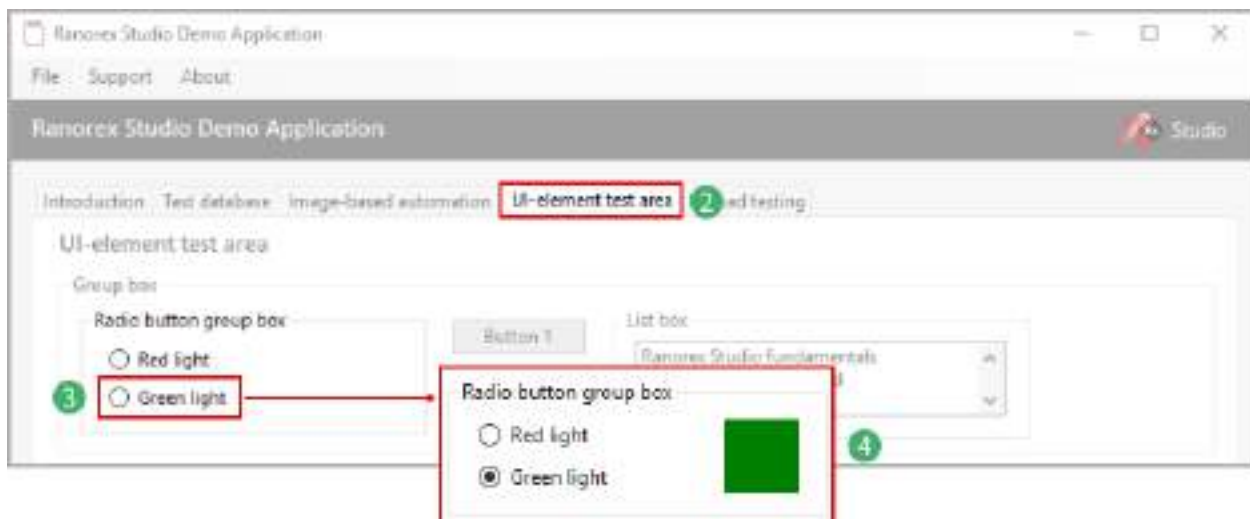 Ranorex Studio Demo Application
File Support About
Ranorex Studio Demo Application
Studio
Introduction Test database Image-based automation UI-element test area 2 ed testing
UI-element test area
Group box
Radio button group box
Button 1
List box
Red light
Ranorex Studio fundamentals
3 Green light
Radio button group box
Red light
4
Green light